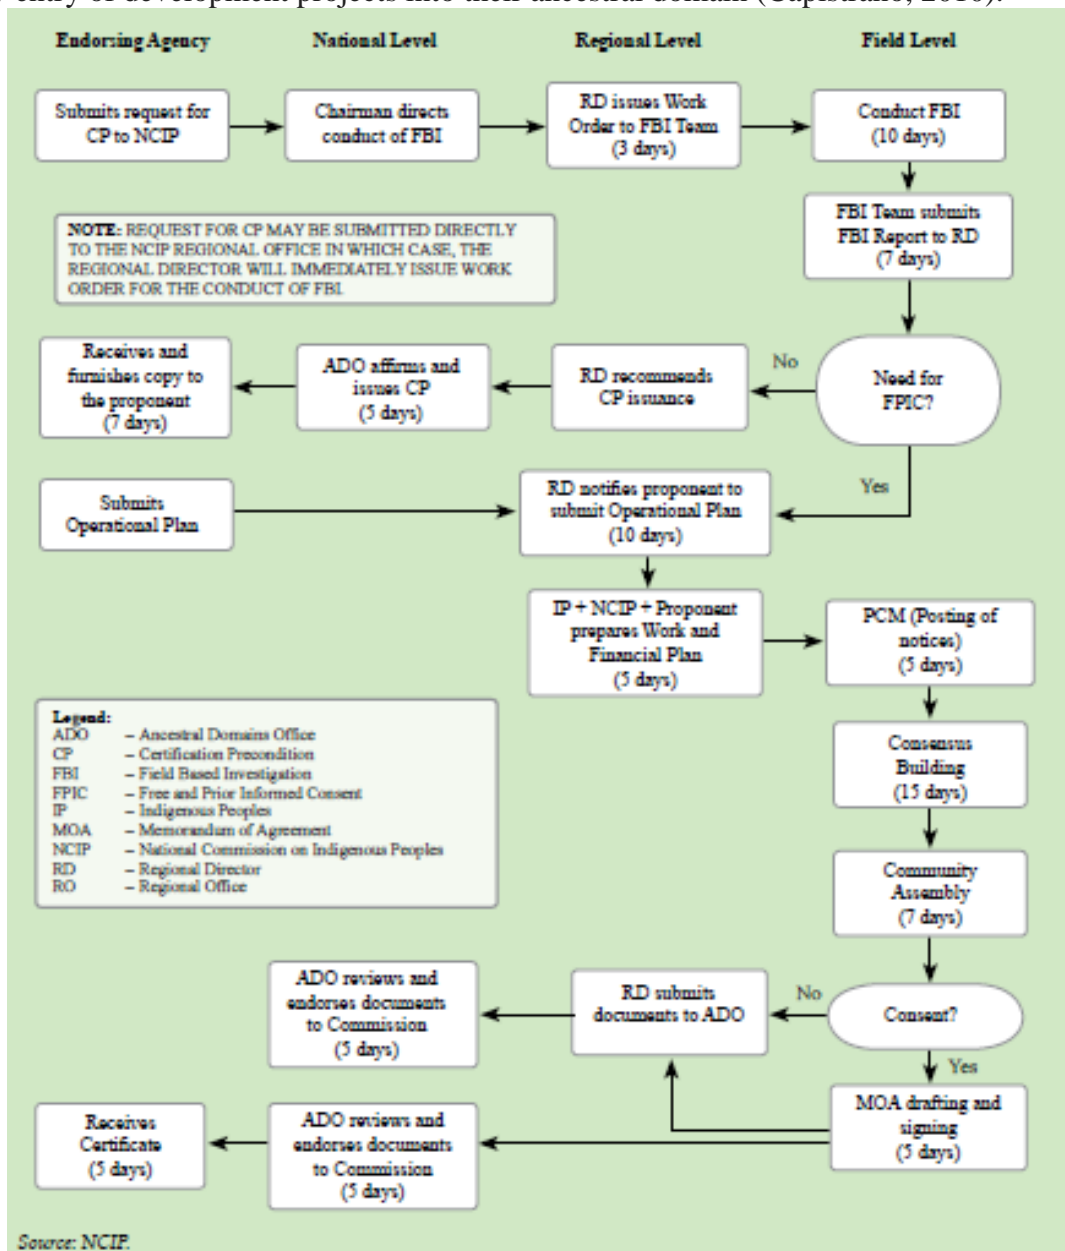 entry of development projects into their ancestral domain (Capistrano, 2010).
Endorsing Agency
National Level
Regional Level
Field Level
Submits request for
CP to NCIP
Chairman directs
conduct of FBI
RD issues Work
Order to FBI Team
(3 days)
Conduct FBI
(10 days)
FBI Team submits
FBI Report to RD
(7 days)
NOTE: REQUEST FOR CP MAY BE SUBMITTED DIRECTLY
TO THE NCIP REGIONAL OFFICE IN WHICH CASE, THE
REGIONAL DIRECTOR WILL IMMEDIATELY ISSUE WORK
ORDER FOR THE CONDUCT OF FBI.
Receives and
furnishes copy to
the proponent
(7 days)
ADO affirms and
issues CP
(5 days)
RD recommends
CP issuance
No
Need for
FPIC?
Yes
Submits
Operational Plan
RD notifies proponent to
submit Operational Plan
(10 days)
IP + NCIP + Proponent
prepares Work and
Financial Plan
(5 days)
PCM (Posting of
notices)
(5 days)
Legend:
ADO – Ancestral Domains Office
CP – Certification Precondition
FBI – Field Based Investigation
FPIC – Free and Prior Informed Consent
IP – Indigenous Peoples
MOA – Memorandum of Agreement
NCIP – National Commission on Indigenous Peoples
RD – Regional Director
RO – Regional Office
Consensus
Building
(15 days)
Community
Assembly
(7 days)
ADO reviews and
endorses documents
to Commission
(5 days)
RD submits
documents to ADO
No
Consent?
Yes
Receives
Certificate
(5 days)
ADO reviews and
endorses documents
to Commission
(5 days)
MOA drafting and
signing
(5 days)
Source: NCIP.